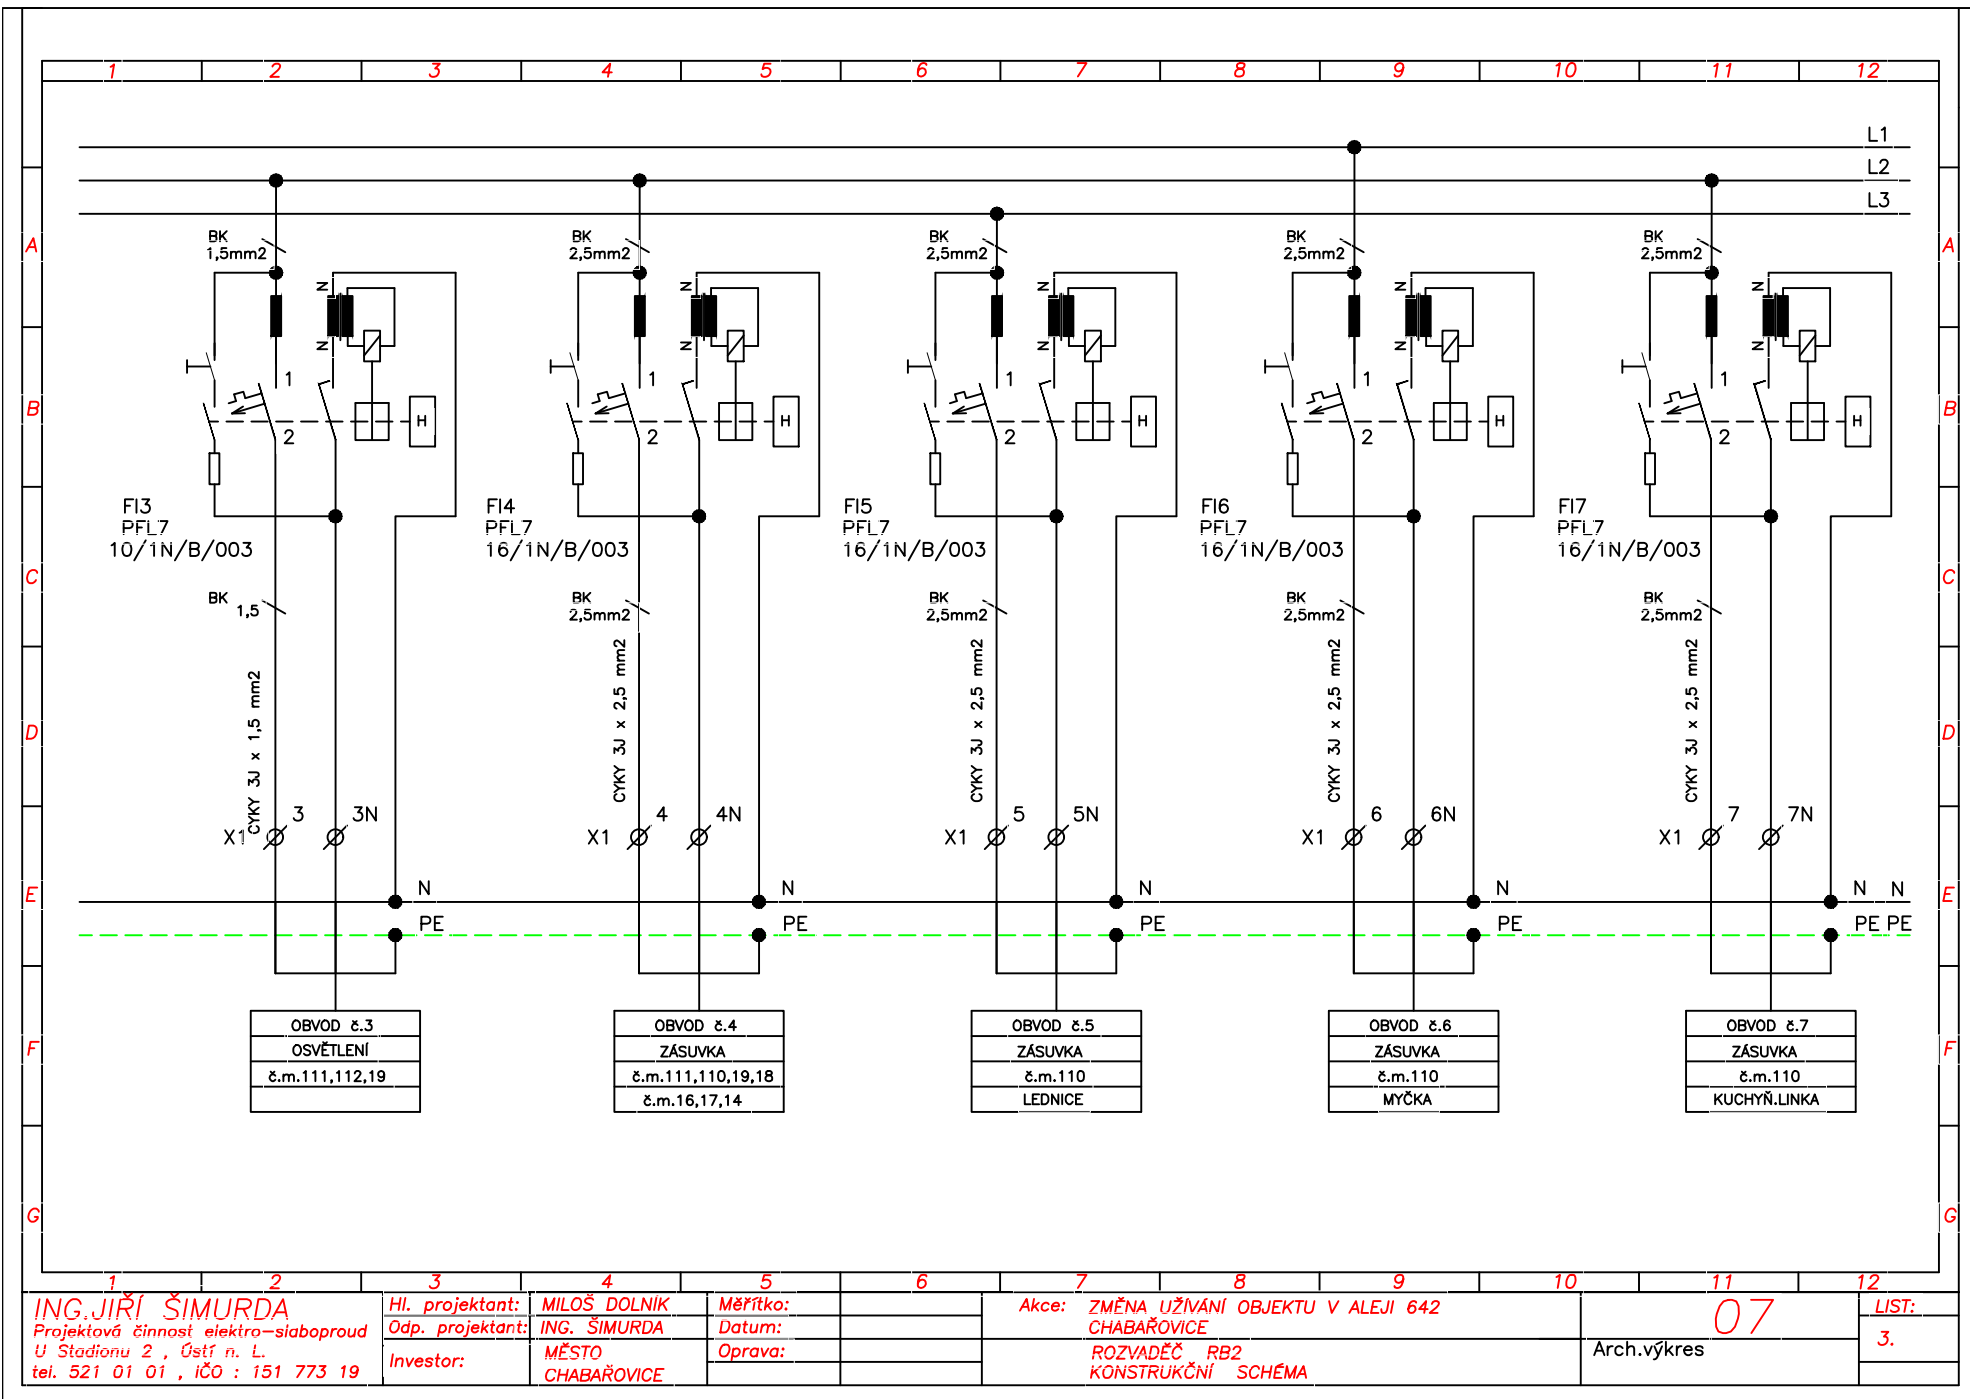 1 2 3 4 5 6 7 8 9 10 11 12
L1
L2
L3
A A
BK
1,5mm2
BK
2,5mm2
BK
2,5mm2
BK
2,5mm2
BK
2,5mm2
N N N N N
N N N N N
1 1 1 1 1
B B
H H H H H
2 2 2 2 2
FI3
PFL7
10/1N/B/003
FI4
PFL7
16/1N/B/003
FI5
PFL7
16/1N/B/003
FI6
PFL7
16/1N/B/003
FI7
PFL7
16/1N/B/003
C C
BK
1,5
BK
2,5mm2
BK
2,5mm2
BK
2,5mm2
BK
2,5mm2
CYKY 3J x 1,5 mm2
CYKY 3J x 2,5 mm2
CYKY 3J x 2,5 mm2
CYKY 3J x 2,5 mm2
CYKY 3J x 2,5 mm2
D D
X1 3 3N
X1 4 4N
X1 5 5N
X1 6 6N
X1 7 7N
E N N N N N N E
PE PE PE PE PE PE
OBVOD č.3
OSVĚTLENÍ
č.m.111,112,19
OBVOD č.4
ZÁSUVKA
č.m.111,110,19,18
č.m.16,17,14
OBVOD č.5
ZÁSUVKA
č.m.110
LEDNICE
OBVOD č.6
ZÁSUVKA
č.m.110
MYČKA
OBVOD č.7
ZÁSUVKA
č.m.110
KUCHYŇ.LINKA
F F
G G
1 2 3 4 5 6 7 8 9 10 11 12
ING.JIŘÍ ŠIMURDA
Projektová činnost elektro-slaboproud
U Stadionu 2 , Ústí n. L.
tel. 521 01 01 , IČO : 151 773 19
Hl. projektant: MILOŠ DOLNIK
Odp. projektant: ING. ŠIMURDA
Investor: MĚSTO
CHABAŘOVICE
Měřítko:
Datum:
Oprava:
Akce: ZMĚNA UŽÍVÁNÍ OBJEKTU V ALEJI 642
CHABAŘOVICE
ROZVADĚČ RB2
KONSTRUKČNÍ SCHÉMA
07
Arch.výkres
LIST:
3.